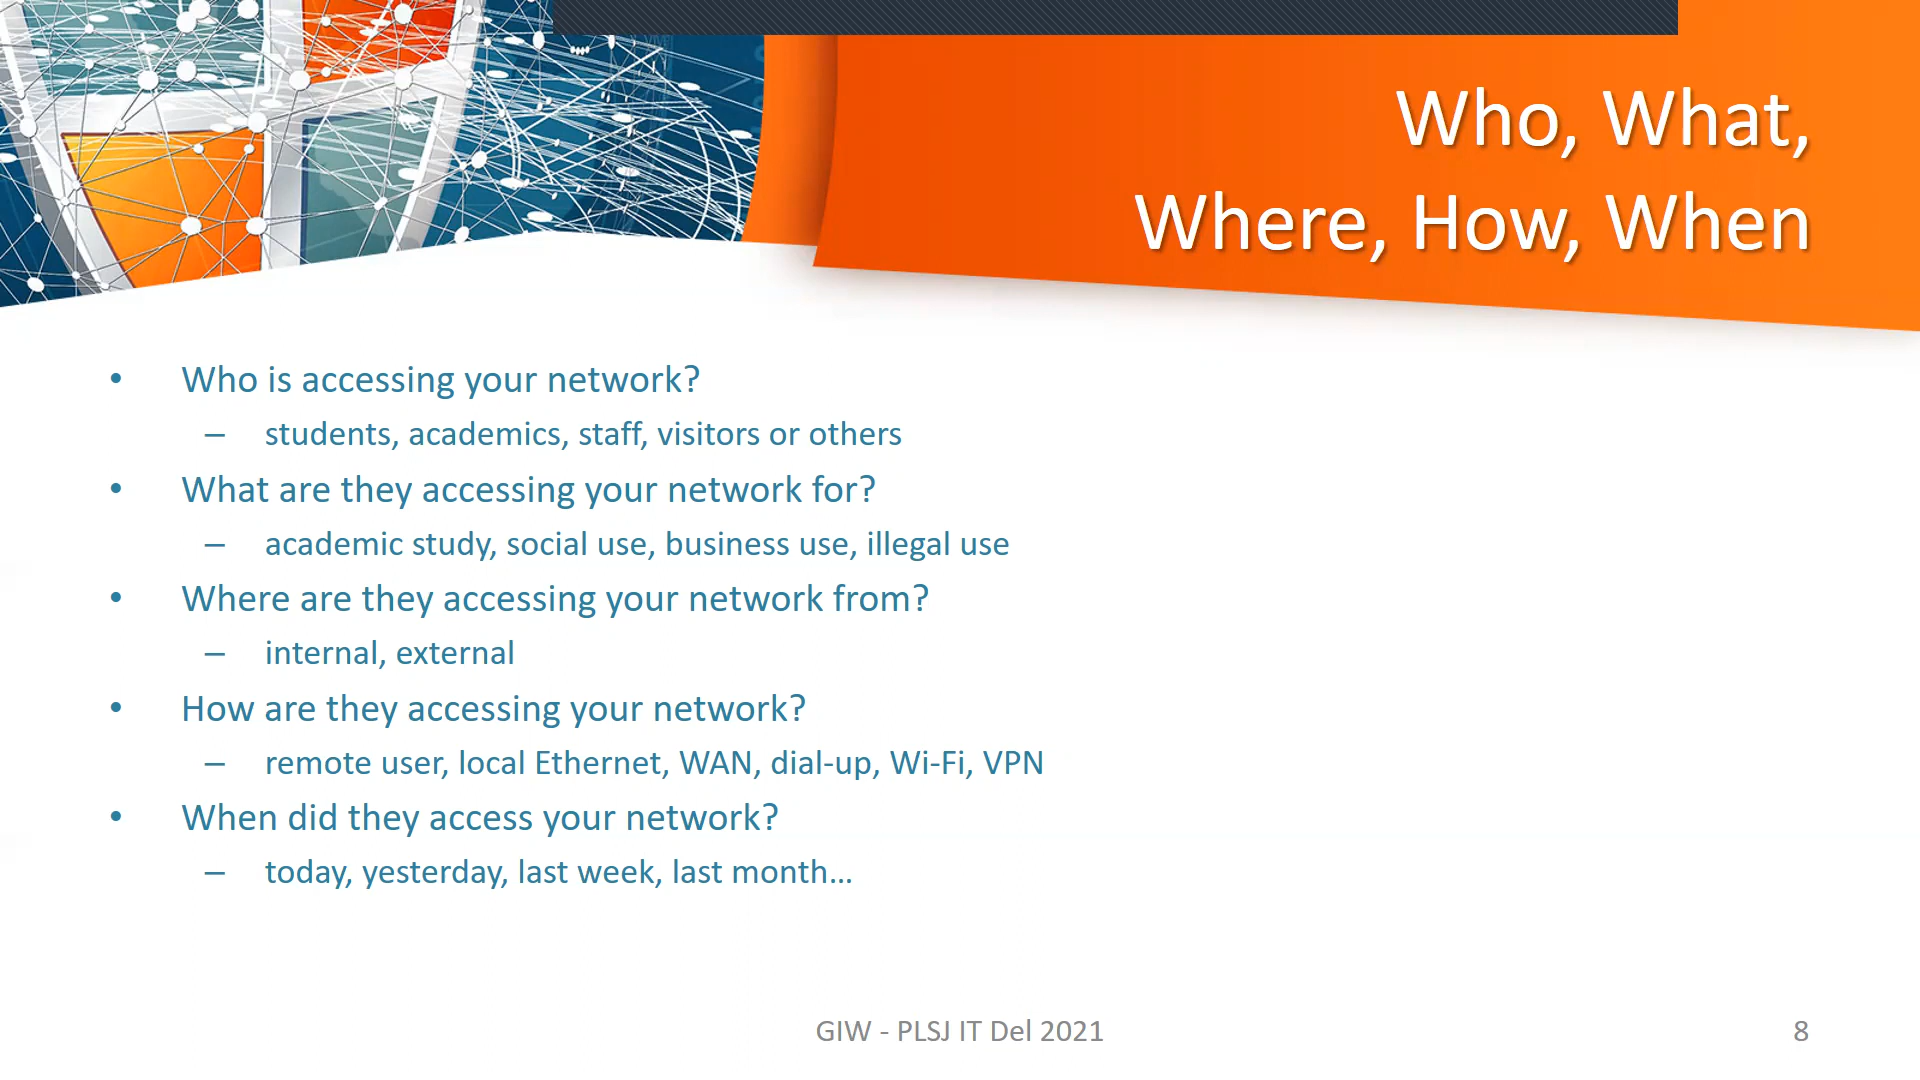 Who, What,
Where, How, When
• Who is accessing your network?
– students, academics, staff, visitors or others
• What are they accessing your network for?
– academic study, social use, business use, illegal use
• Where are they accessing your network from?
– internal, external
• How are they accessing your network?
– remote user, local Ethernet, WAN, dial-up, Wi-Fi, VPN
• When did they access your network?
– today, yesterday, last week, last month…
GIW - PLSJ IT Del 2021
8